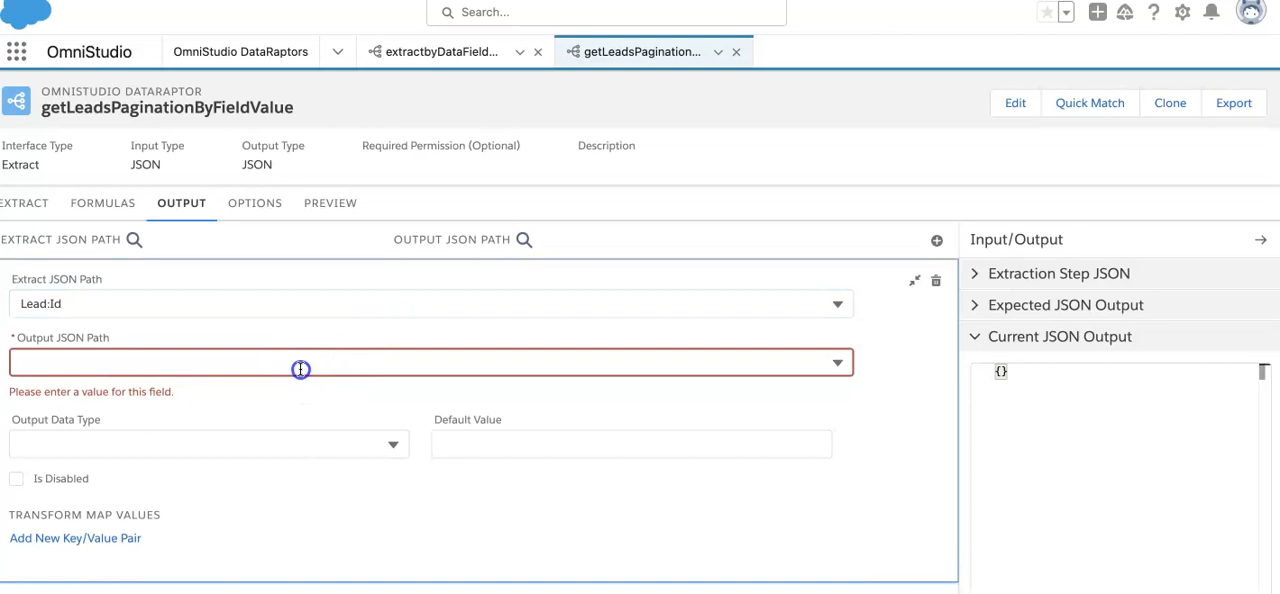 Search...
OmniStudio
OmniStudio DataRaptors
extractbyDataField...
getLeadsPagination...
OMNISTUDIO DATARAPTOR
getLeadsPaginationByFieldValue
Edit
Quick Match
Clone
Export
Interface Type
Input Type
Output Type
Required Permission (Optional)
Description
Extract
JSON
JSON
EXTRACT
FORMULAS
OUTPUT
OPTIONS
PREVIEW
EXTRACT JSON PATH
OUTPUT JSON PATH
Input/Output
Extract JSON Path
Lead:Id
*Output JSON Path
Please enter a value for this field.
Output Data Type
Default Value
Is Disabled
TRANSFORM MAP VALUES
Add New Key/Value Pair
Extraction Step JSON
Expected JSON Output
Current JSON Output
{}